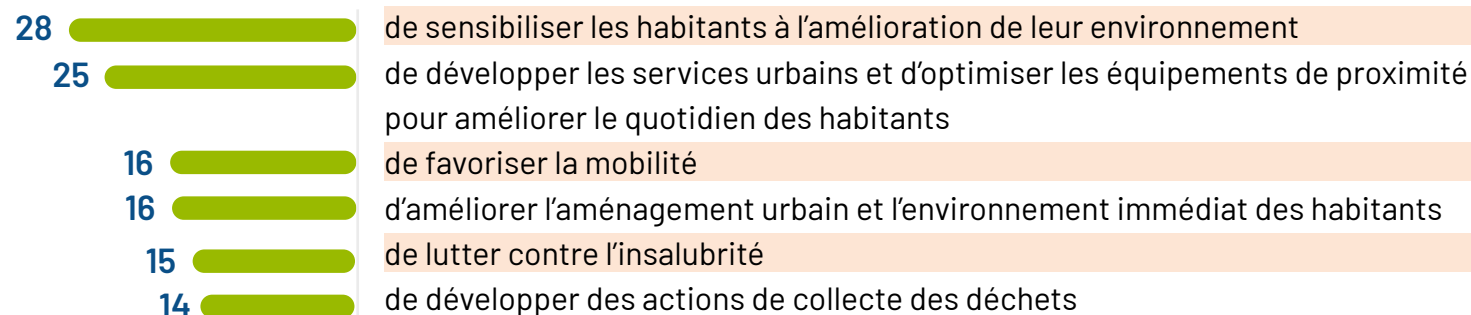 28 de sensibiliser les habitants à l'amélioration de leur environnement
25 de développer les services urbains et d'optimiser les équipements de proximité
pour améliorer le quotidien des habitants
16 de favoriser la mobilité
16 d'améliorer l'aménagement urbain et l'environnement immédiat des habitants
15 de lutter contre l'insalubrité
14 de développer des actions de collecte des déchets